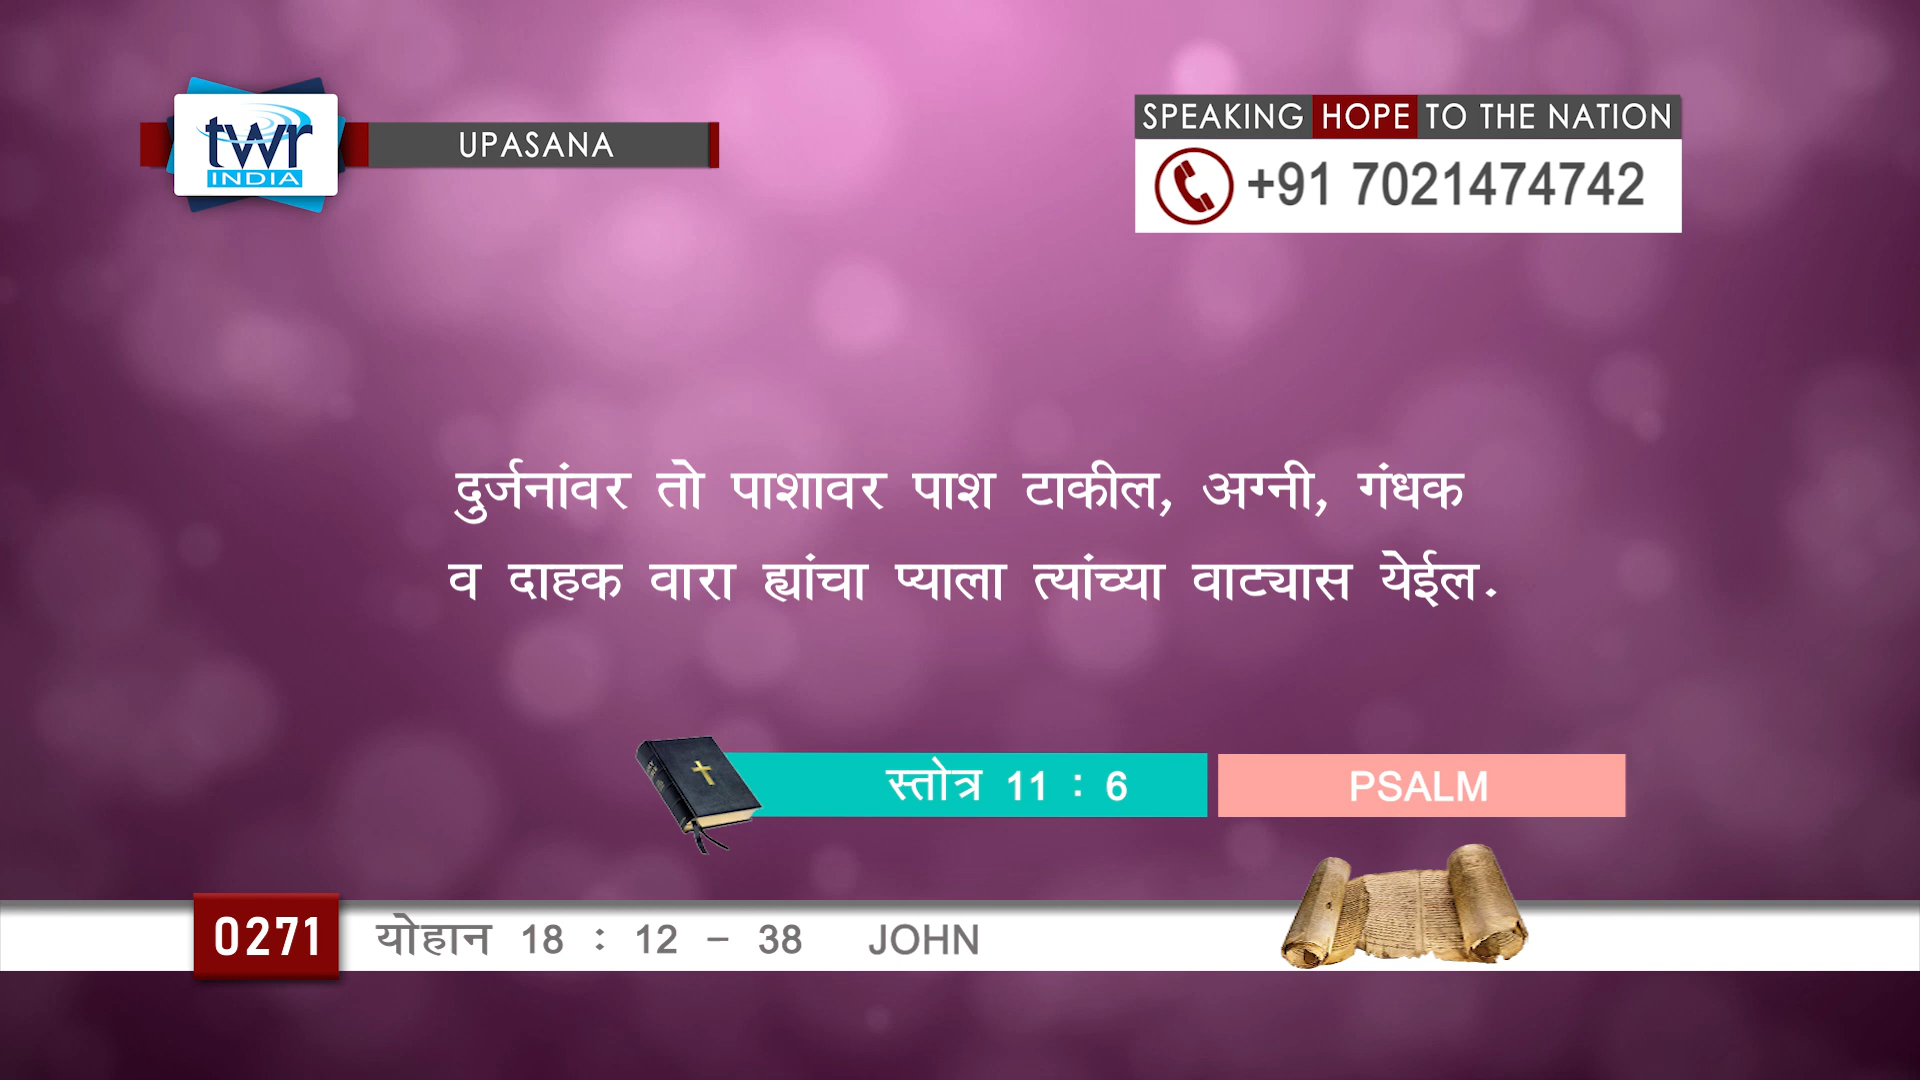 twr
INDIA
UPASANA
SPEAKING HOPE TO THE NATION
+91 7021474742
दुर्जनांवर तो पाशावर पाश टाकील, अग्नी, गंधक
व दाहक वारा ह्यांचा प्याला त्यांच्या वाट्यास येईल.
स्तोत्र 11 : 6 PSALM
0271 योहान 18 : 12 - 38 JOHN